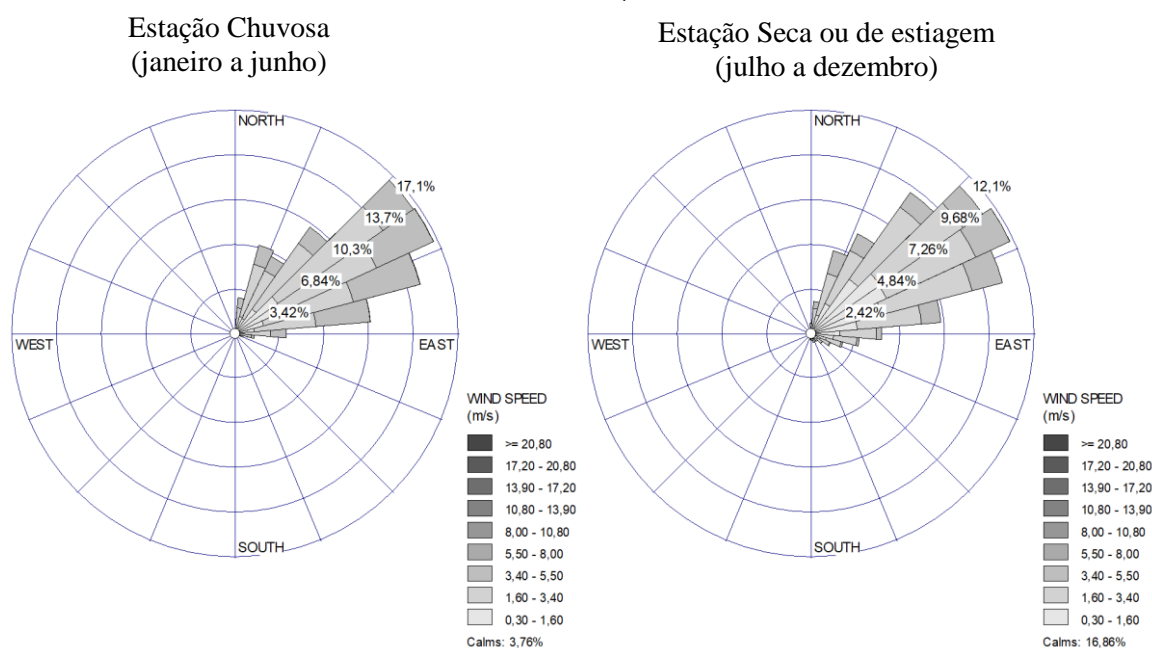 Estação Chuvosa
(janeiro a junho)
NORTH
17,1%
13,7%
10,3%
6,84%
3,42%
WEST
EAST
SOUTH
WIND SPEED
(m/s)
>= 20,80
17,20 - 20,80
13,90 - 17,20
10,80 - 13,90
8,00 - 10,80
5,50 - 8,00
3,40 - 5,50
1,60 - 3,40
0,30 - 1,60
Calms: 3,76%
Estação Seca ou de estiagem
(julho a dezembro)
NORTH
12,1%
9,68%
7,26%
4,84%
2,42%
WEST
EAST
SOUTH
WIND SPEED
(m/s)
>= 20,80
17,20 - 20,80
13,90 - 17,20
10,80 - 13,90
8,00 - 10,80
5,50 - 8,00
3,40 - 5,50
1,60 - 3,40
0,30 - 1,60
Calms: 16,86%